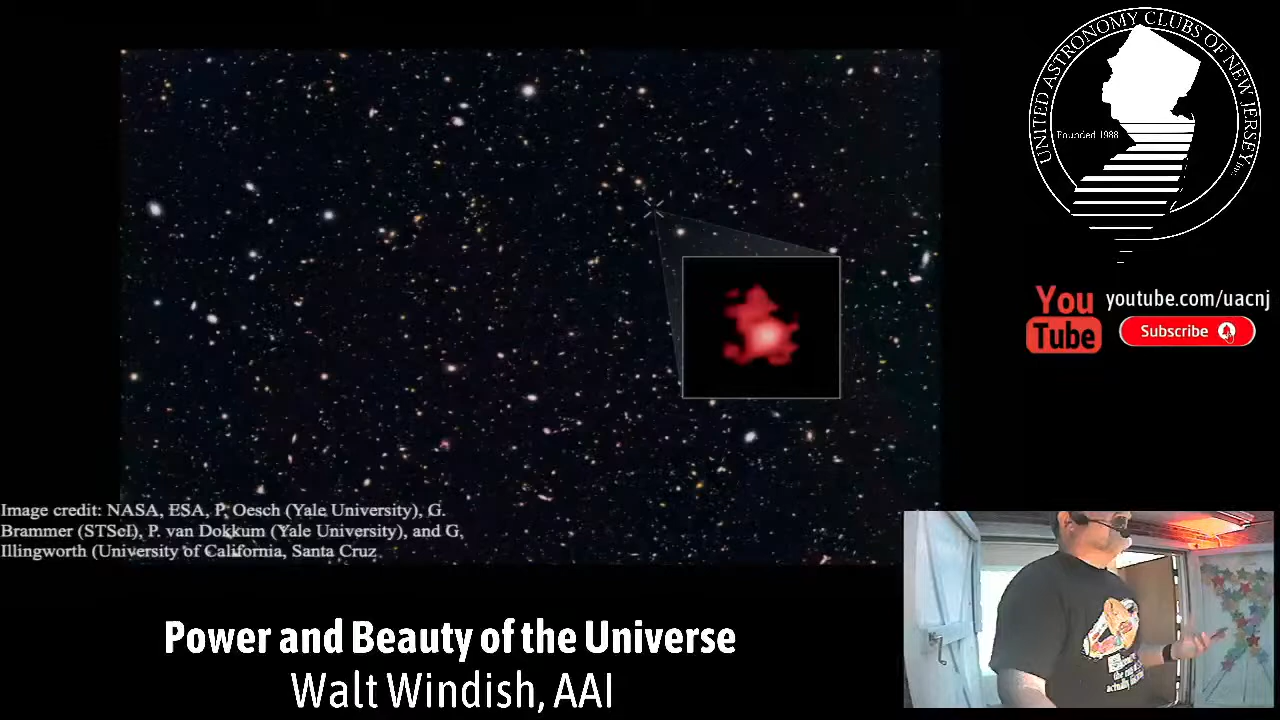 UNITED ASTRONOMY CLUBS OF NEW JERSEY, Inc.
Founded 1988
You
Tube
youtube.com/uacnj
Subscribe
Image credit: NASA, ESA, P. Oesch (Yale University), G.
Brammer (STScI), P. van Dokkum (Yale University), and G.
Illingworth (University of California, Santa Cruz
Power and Beauty of the Universe
Walt Windish, AAI